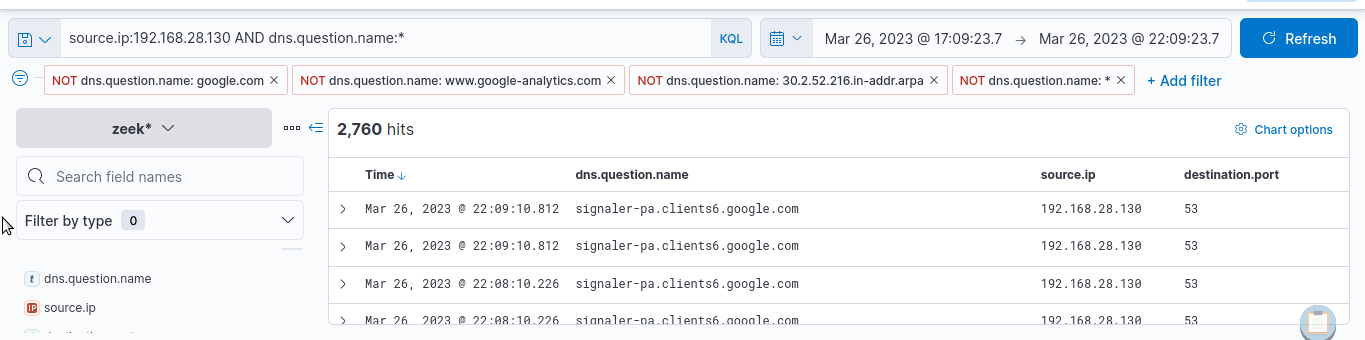 source.ip:192.168.28.130 AND dns.question.name:* KQL Mar 26, 2023 @ 17:09:23.7 → Mar 26, 2023 @ 22:09:23.7 Refresh
NOT dns.question.name: google.com × NOT dns.question.name: www.google-analytics.com × NOT dns.question.name: 30.2.52.216.in-addr.arpa × NOT dns.question.name: * × + Add filter
zeek*
2,760 hits Chart options
Search field names
Time↓ dns.question.name source.ip destination.port
Filter by type 0
Mar 26, 2023 @ 22:09:10.812 signaler-pa.clients6.google.com 192.168.28.130 53
Mar 26, 2023 @ 22:09:10.812 signaler-pa.clients6.google.com 192.168.28.130 53
t dns.question.name
Mar 26, 2023 @ 22:08:10.226 signaler-pa.clients6.google.com 192.168.28.130 53
IP source.ip
Mar 26, 2023 @ 22:08:10.226 signaler-pa.clients6.google.com 192.168.28.130 53